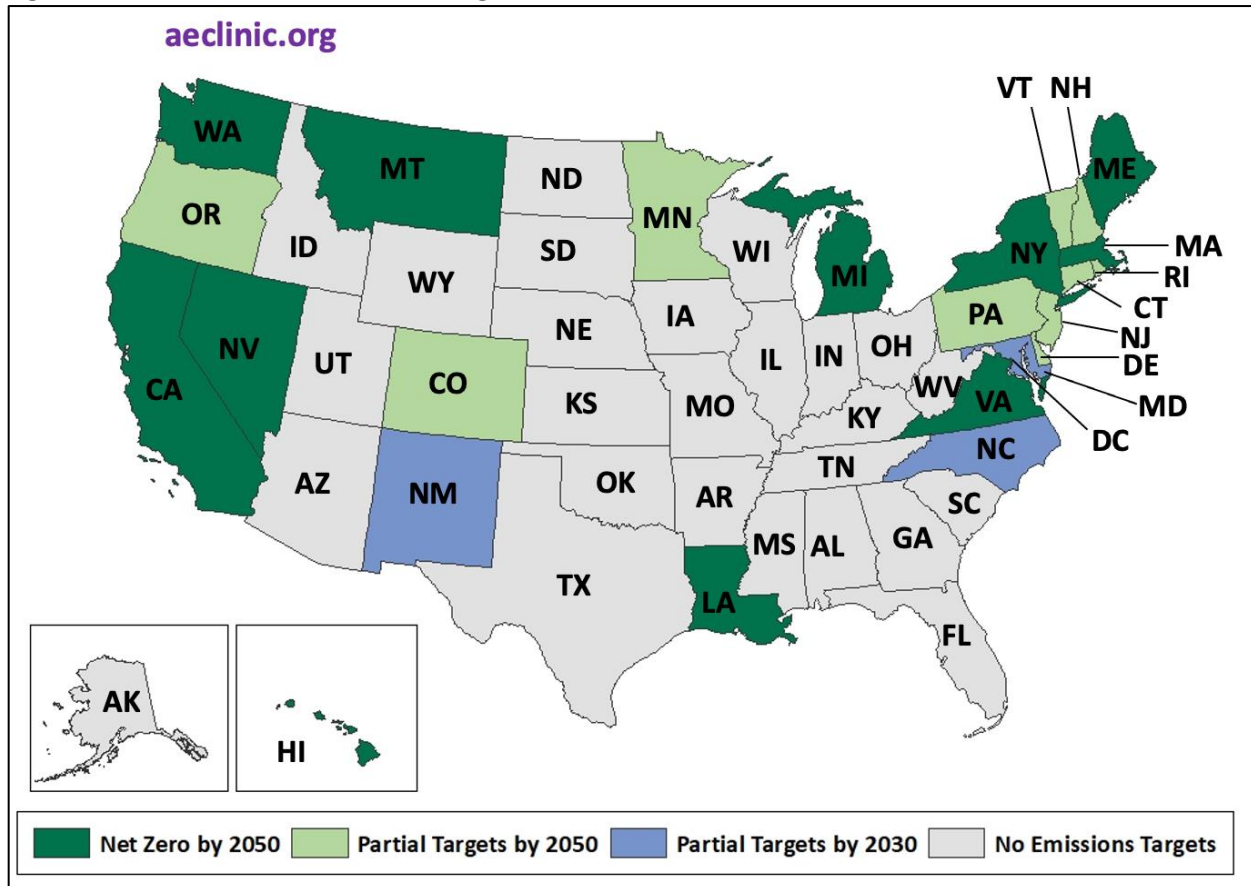 aeclinic.org
VT NH
WA
MT
ND
ME
OR
MN
ID
SD
WI
NY
MA
MI
WY
RI
IA
PA
CT
NE
NJ
NV
OH
IL
IN
DE
UT
CO
WV
CA
KS
MO
VA
MD
KY
DC
NC
TN
AZ
NM
OK
AR
SC
MS
AL
GA
TX
LA
FL
AK
HI
Net Zero by 2050
Partial Targets by 2050
Partial Targets by 2030
No Emissions Targets